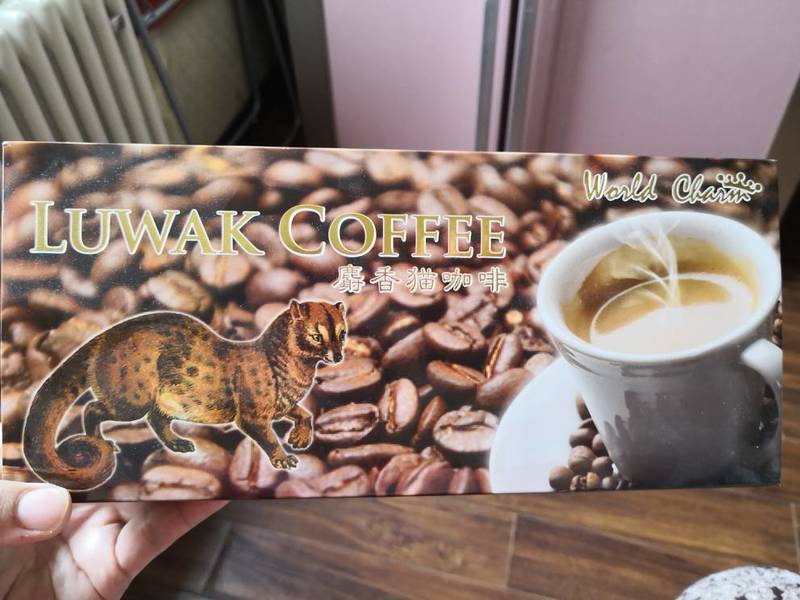 World Charm
LUWAK COFFEE
麝香猫咖啡